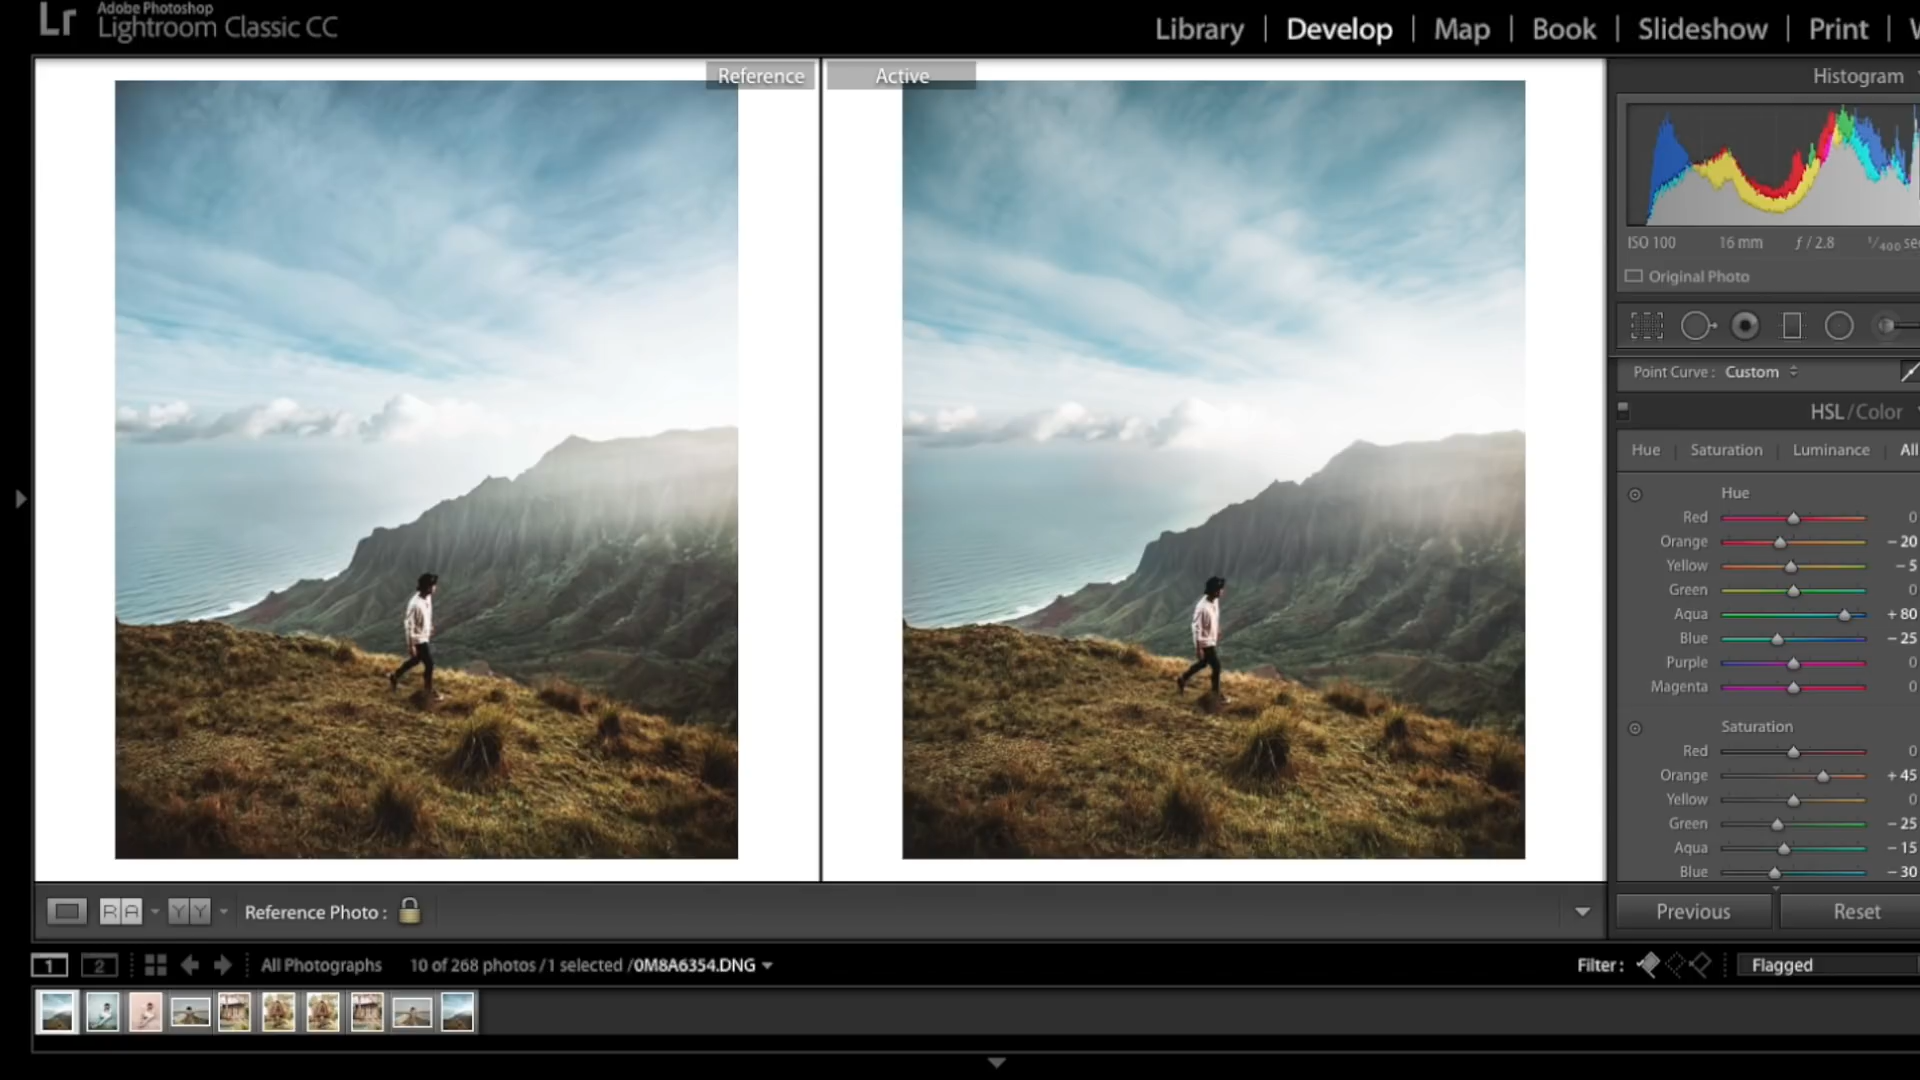 Lr Adobe Photoshop
Lightroom Classic CC
Library | Develop | Map | Book | Slideshow | Print |
Reference
Active
Histogram
ISO 100 16 mm ƒ / 2.8 1/400 sec
Original Photo
Point Curve : Custom
HSL / Color
Hue | Saturation | Luminance | All
Hue
Red 0
Orange – 20
Yellow – 5
Green 0
Aqua + 80
Blue – 25
Purple 0
Magenta 0
Saturation
Red 0
Orange + 45
Yellow 0
Green – 25
Aqua – 15
Blue – 30
R A Y Y Reference Photo :
Previous Reset
1 2 All Photographs 10 of 268 photos / 1 selected / 0M8A6354.DNG
Filter : Flagged